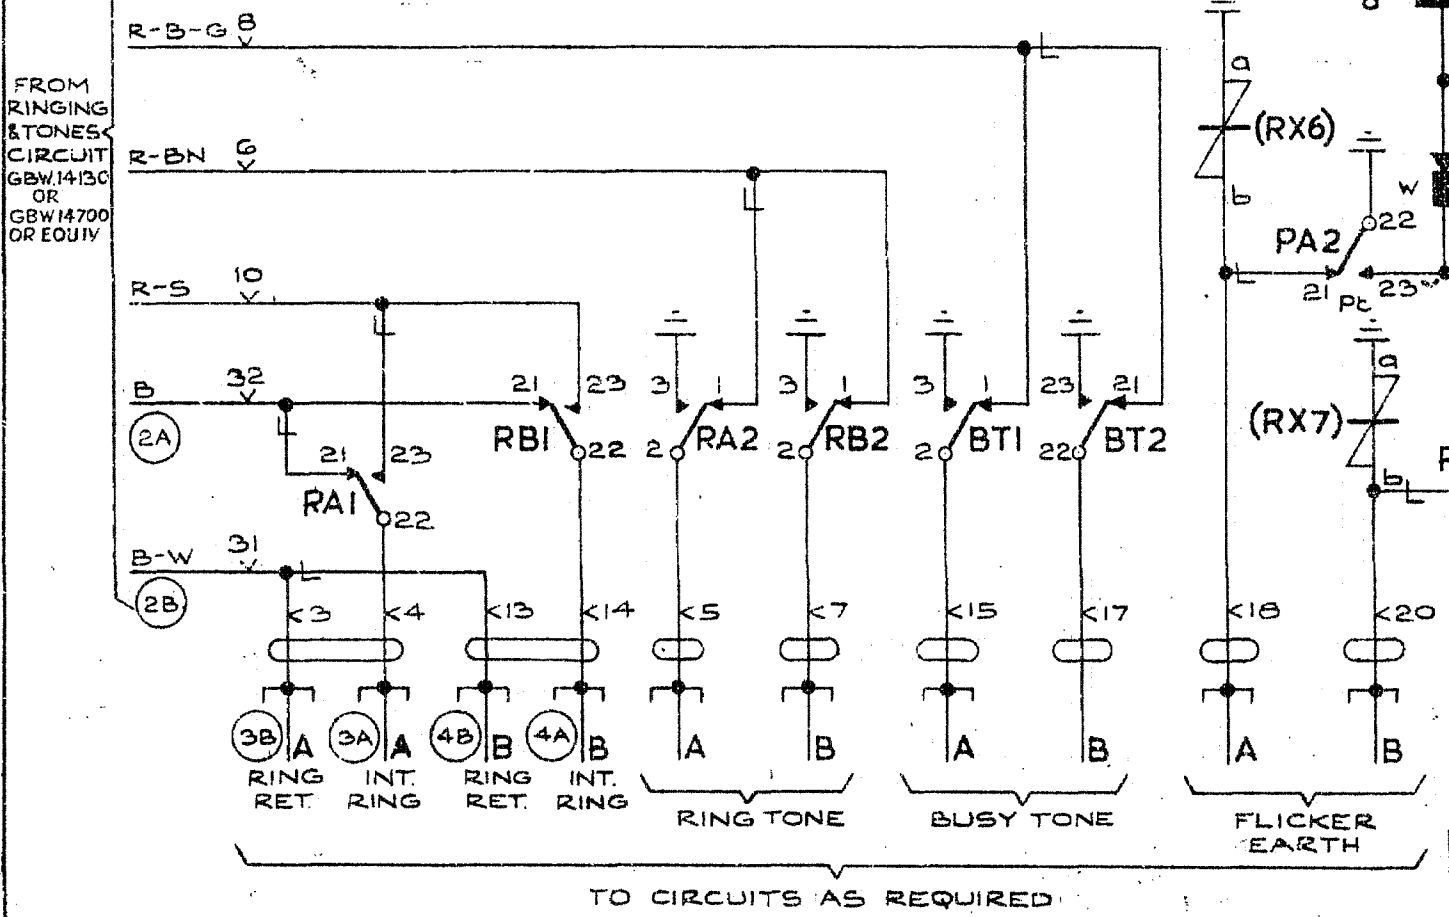 R-B-G 8
FROM
RINGING
&TONES
CIRCUIT
GBW.14130
OR
GBW14700
OR EQUIV
R-BN 6
R-S 10
B 32
2A
B-W 31
2B
21 23
RA1
22
21 23
RB1
22
3 1
2 RA2
3 1
2 RB2
3 1
2 BT1
23 21
22 BT2
a
(RX6)
b
W
22
PA2
21 23
Pt
a
(RX7)
b
<3 <4 <13 <14 <5 <7 <15 <17 <18 <20
3B A 3A A 4B B 4A B A B A B A B
RING RET.
INT. RING
RING RET.
INT. RING
RING TONE
BUSY TONE
FLICKER
EARTH
TO CIRCUITS AS REQUIRED